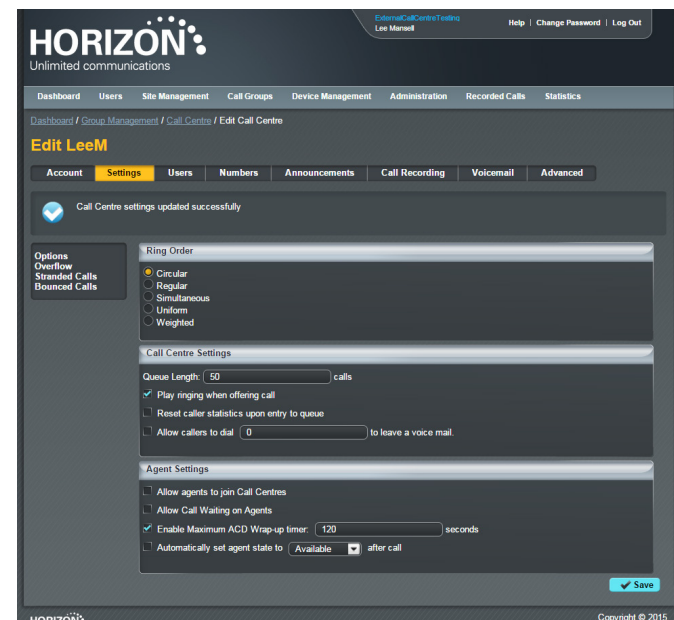 ExternalCallCentreTesting
Lee Mansell
Help | Change Password | Log Out
HORIZON
Unlimited communications
Dashboard Users Site Management Call Groups Device Management Administration Recorded Calls Statistics
Dashboard / Group Management / Call Centre / Edit Call Centre
Edit LeeM
Account Settings Users Numbers Announcements Call Recording Voicemail Advanced
Call Centre settings updated successfully
Options
Overflow
Stranded Calls
Bounced Calls
Ring Order
Circular
Regular
Simultaneous
Uniform
Weighted
Call Centre Settings
Queue Length: 50 calls
Play ringing when offering call
Reset caller statistics upon entry to queue
Allow callers to dial 0 to leave a voice mail.
Agent Settings
Allow agents to join Call Centres
Allow Call Waiting on Agents
Enable Maximum ACD Wrap-up timer: 120 seconds
Automatically set agent state to Available after call
Save
HORIZON
Copyright © 2015